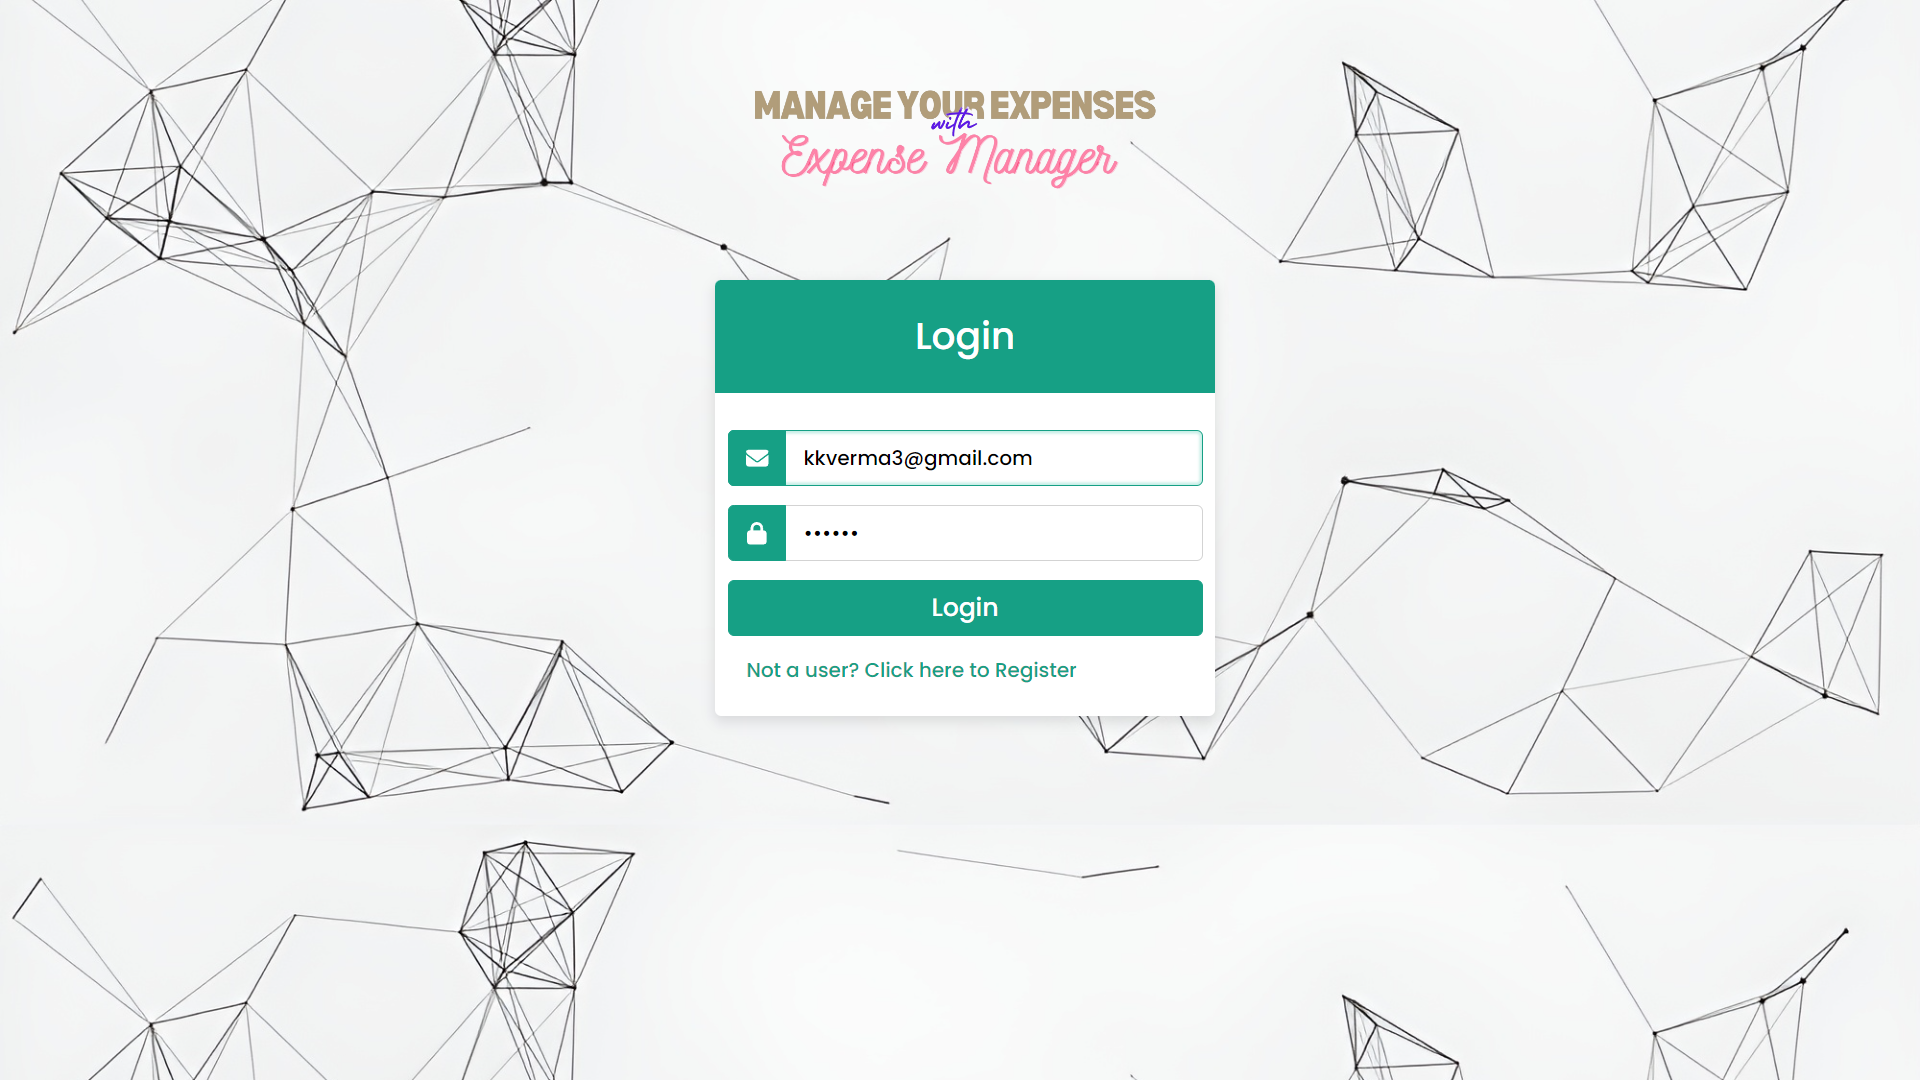 MANAGE YOUR EXPENSES
with
Expense Manager
Login
kkverma3@gmail.com
••••••
Login
Not a user? Click here to Register